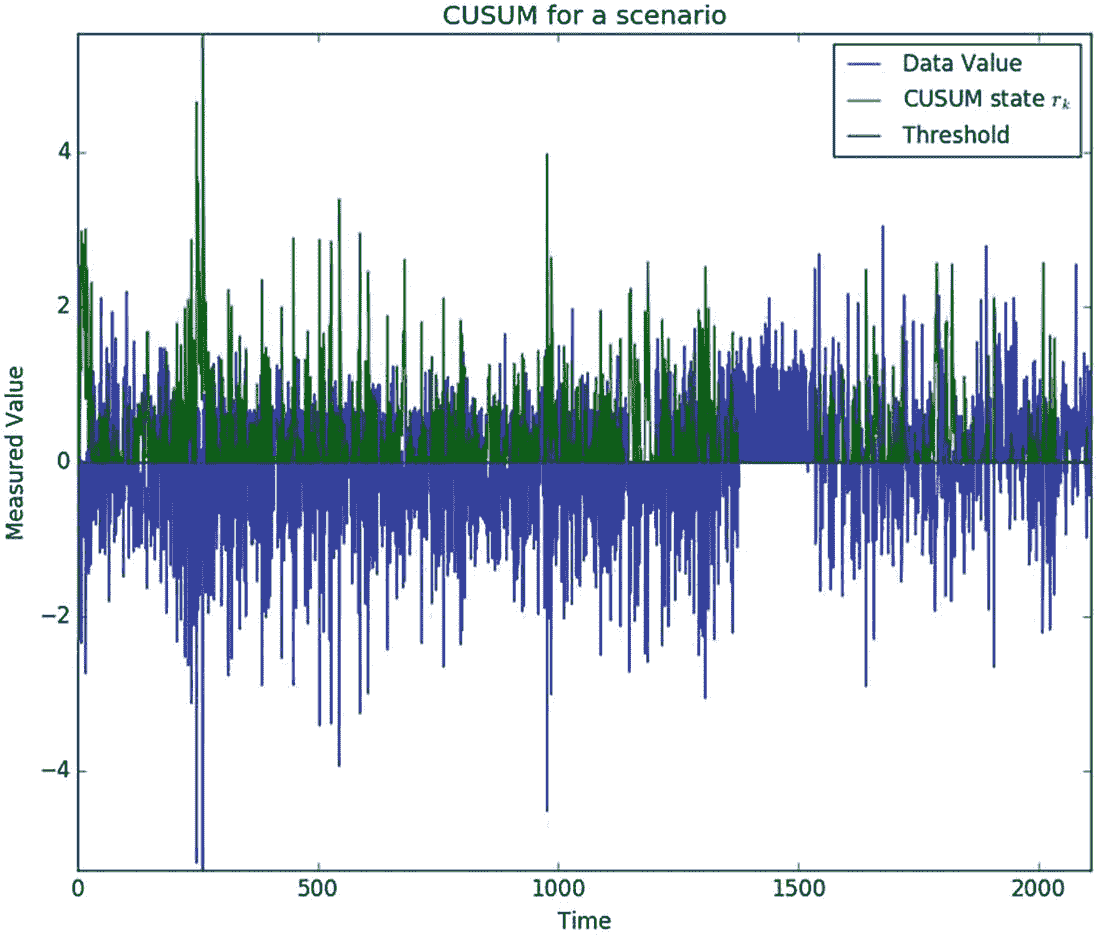 CUSUM for a scenario
Data Value
CUSUM state r_k
Threshold
4
2
0
−2
−4
Measured Value
0
500
1000
1500
2000
Time